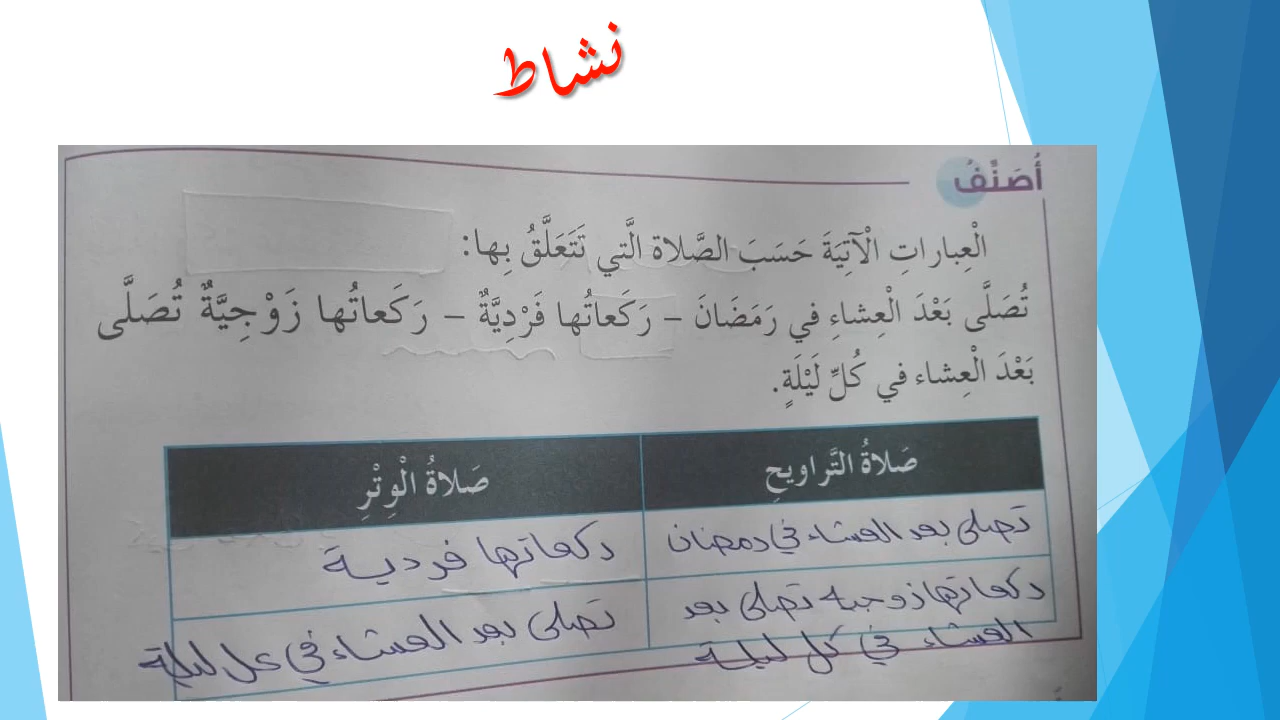 نشاط
أُصَنِّفُ
الْعِباراتِ الْآتِيَةَ حَسَبَ الصَّلاة الَّتي تَتَعَلَّقُ بِها:
تُصَلَّى بَعْدَ الْعِشاءِ في رَمَضَانَ – رَكَعاتُها فَرْدِيَّةٌ – رَكَعاتُها زَوْجِيَّةٌ تُصَلَّى
بَعْدَ الْعِشاء في كُلِّ لَيْلَةٍ.
صَلاةُ التَّراويحِ
صَلاةُ الْوِتْرِ
تصلى بعد العشاء في رمضان
ركعاتها فردية
ركعاتها زوجية تصلى بعد
العشاء في كل ليلة
تصلى بعد العشاء في كل ليلة